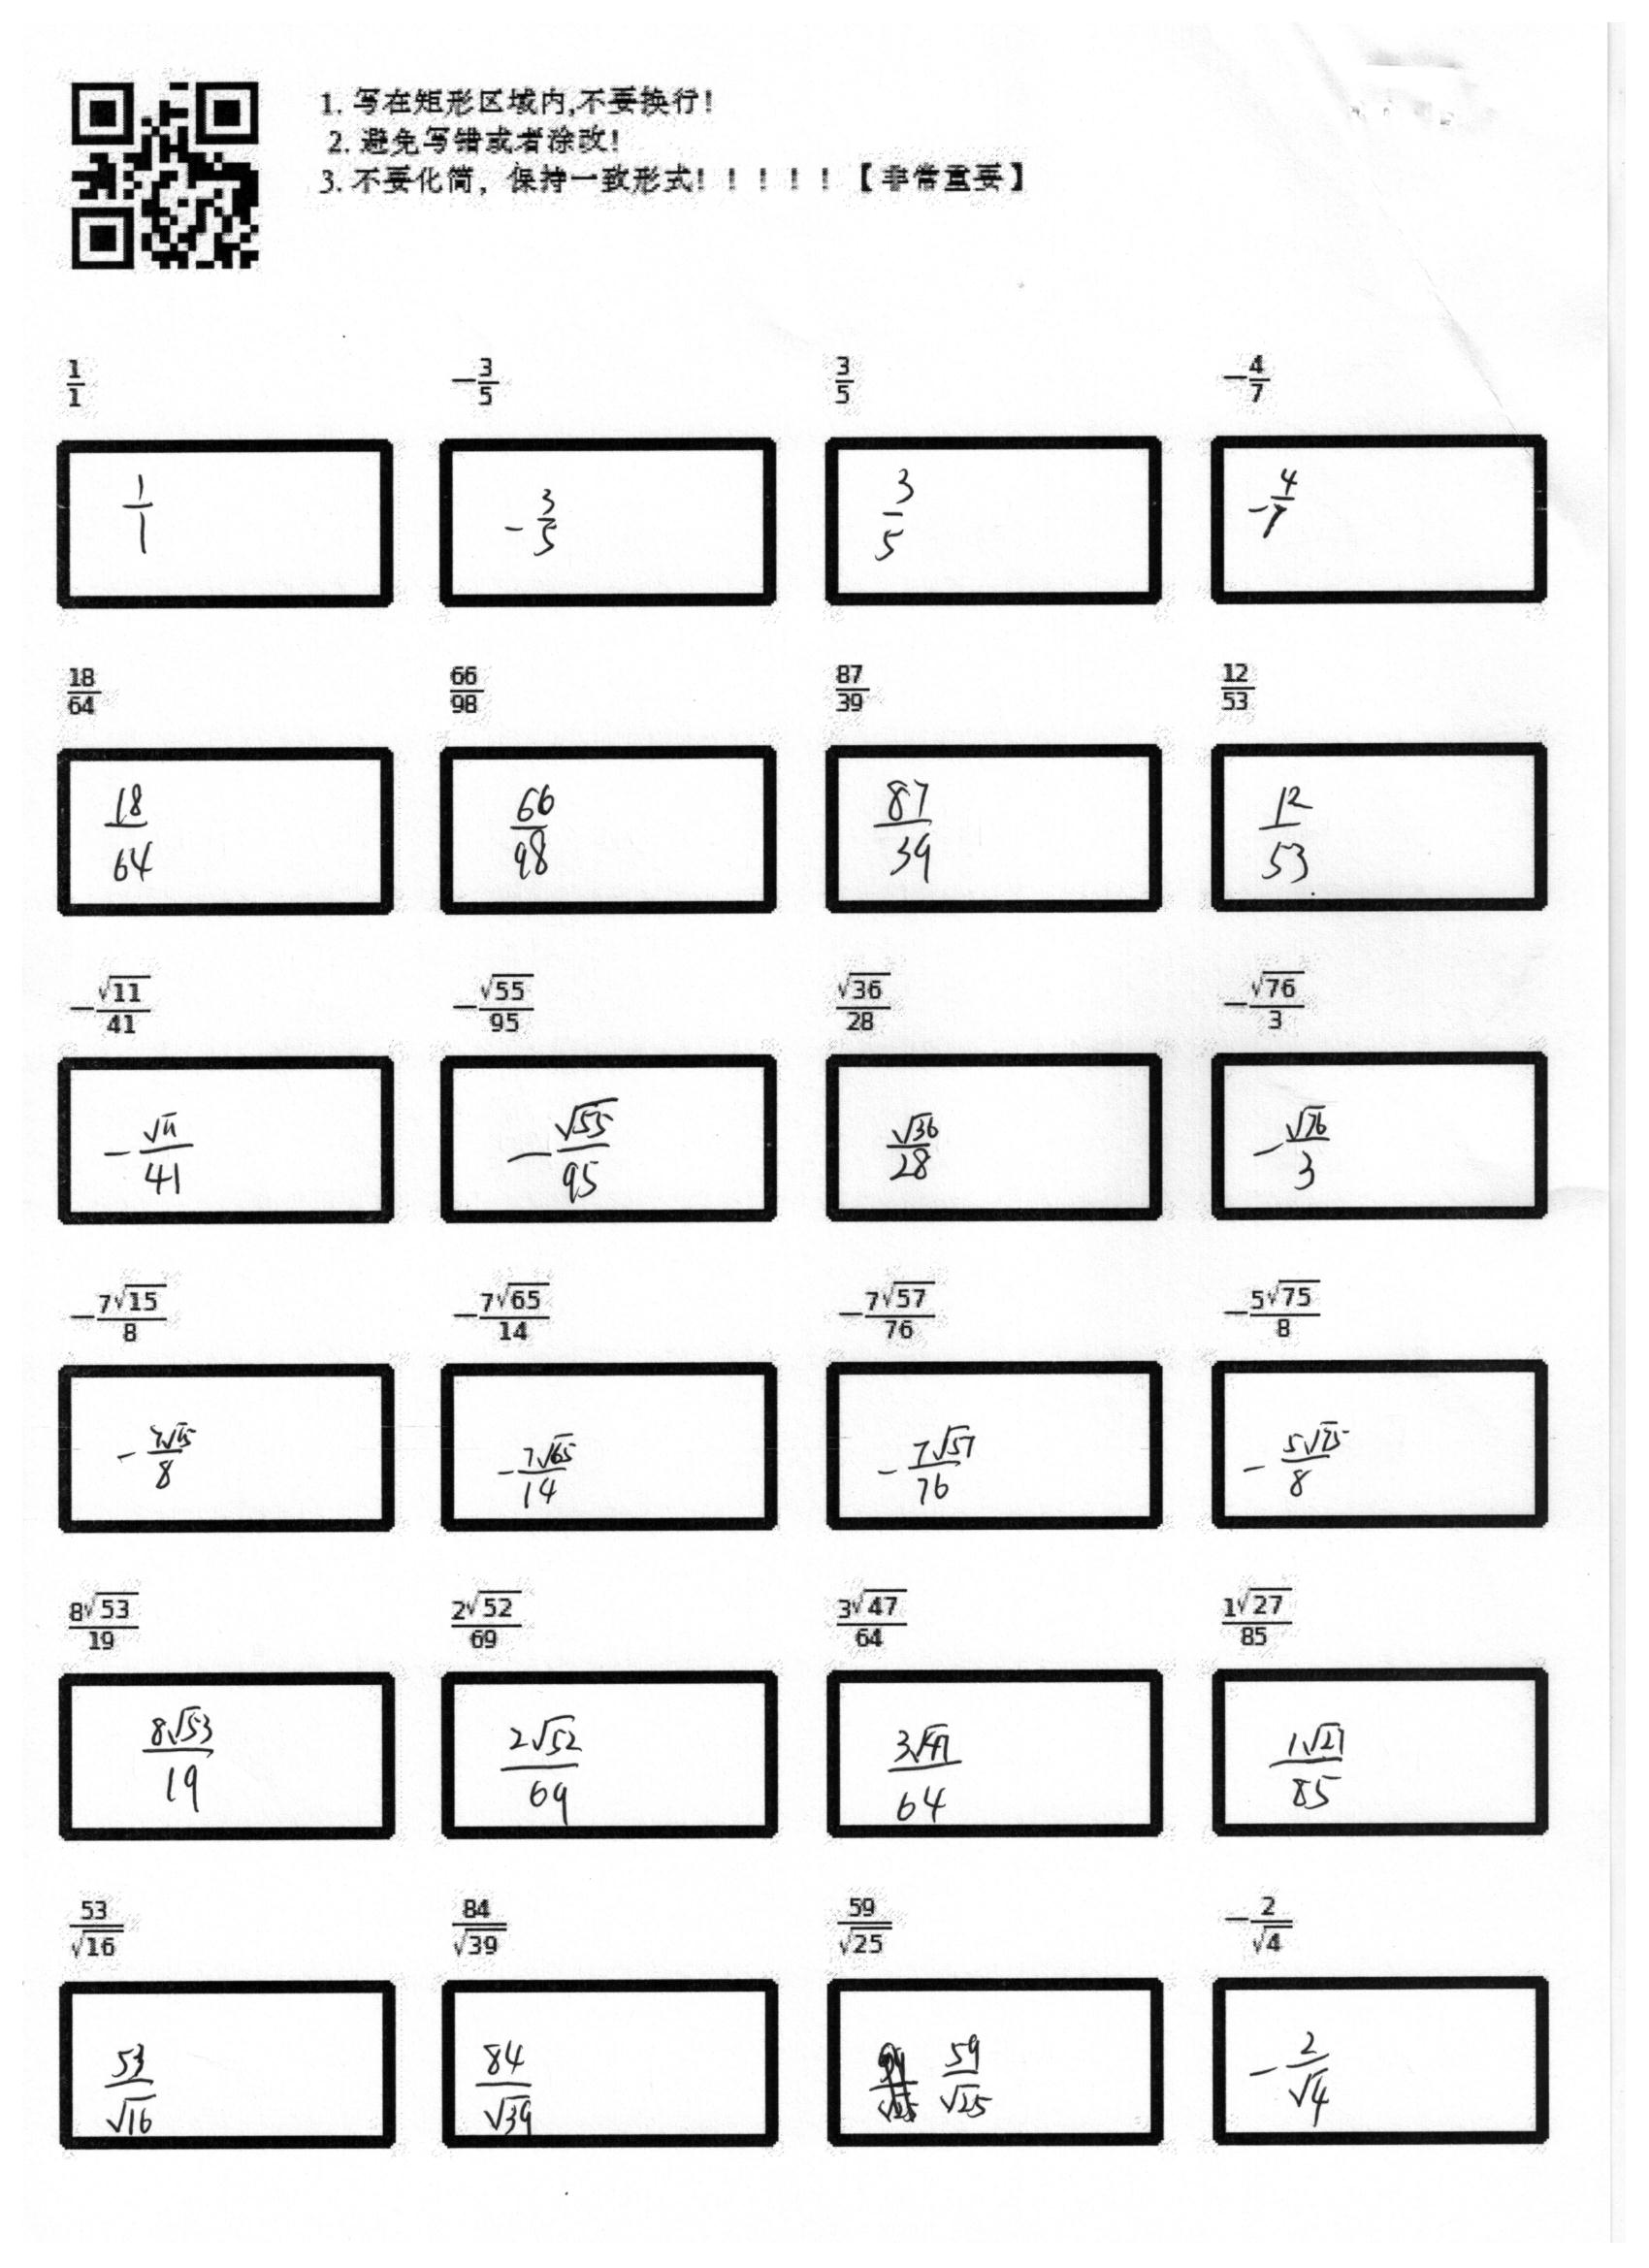 1. 写在矩形区域内,不要换行!
2. 避免写错或者涂改!
3. 不要化简，保持一致形式！！！！！【非常重要】
\frac{1}{1} -\frac{3}{5} \frac{3}{5} -\frac{4}{7}
\frac{1}{1} -\frac{3}{5} \frac{3}{5} -\frac{4}{7}
\frac{18}{64} \frac{66}{98} \frac{87}{39} \frac{12}{53}
\frac{18}{64} \frac{66}{98} \frac{87}{39} \frac{12}{53}
-\frac{\sqrt{11}}{41} -\frac{\sqrt{55}}{95} \frac{\sqrt{36}}{28} -\frac{\sqrt{76}}{3}
-\frac{\sqrt{11}}{41} -\frac{\sqrt{55}}{95} \frac{\sqrt{36}}{28} -\frac{\sqrt{76}}{3}
-\frac{7\sqrt{15}}{8} -\frac{7\sqrt{65}}{14} -\frac{7\sqrt{57}}{76} -\frac{5\sqrt{75}}{8}
-\frac{7\sqrt{15}}{8} -\frac{7\sqrt{65}}{14} -\frac{7\sqrt{57}}{76} -\frac{5\sqrt{75}}{8}
\frac{8\sqrt{53}}{19} \frac{2\sqrt{52}}{69} \frac{3\sqrt{47}}{64} \frac{1\sqrt{27}}{85}
\frac{8\sqrt{53}}{19} \frac{2\sqrt{52}}{69} \frac{3\sqrt{47}}{64} \frac{1\sqrt{27}}{85}
\frac{53}{\sqrt{16}} \frac{84}{\sqrt{39}} \frac{59}{\sqrt{25}} -\frac{2}{\sqrt{4}}
\frac{53}{\sqrt{16}} \frac{84}{\sqrt{39}} \frac{59}{\sqrt{25}} -\frac{2}{\sqrt{4}}